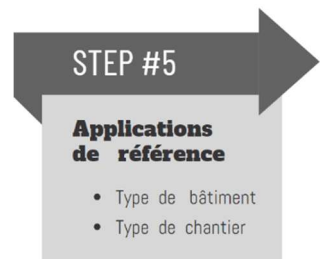 STEP #5
Applications
de référence
• Type de bâtiment
• Type de chantier